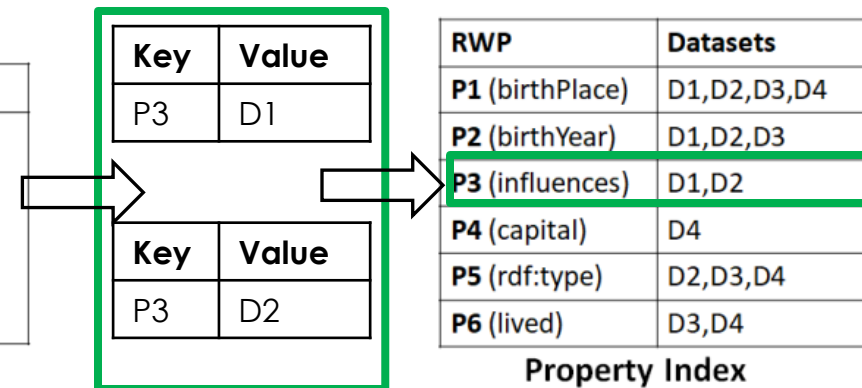 Key Value
P3 D1
Key Value
P3 D2
RWP Datasets
P1 (birthPlace) D1,D2,D3,D4
P2 (birthYear) D1,D2,D3
P3 (influences) D1,D2
P4 (capital) D4
P5 (rdf:type) D2,D3,D4
P6 (lived) D3,D4
Property Index